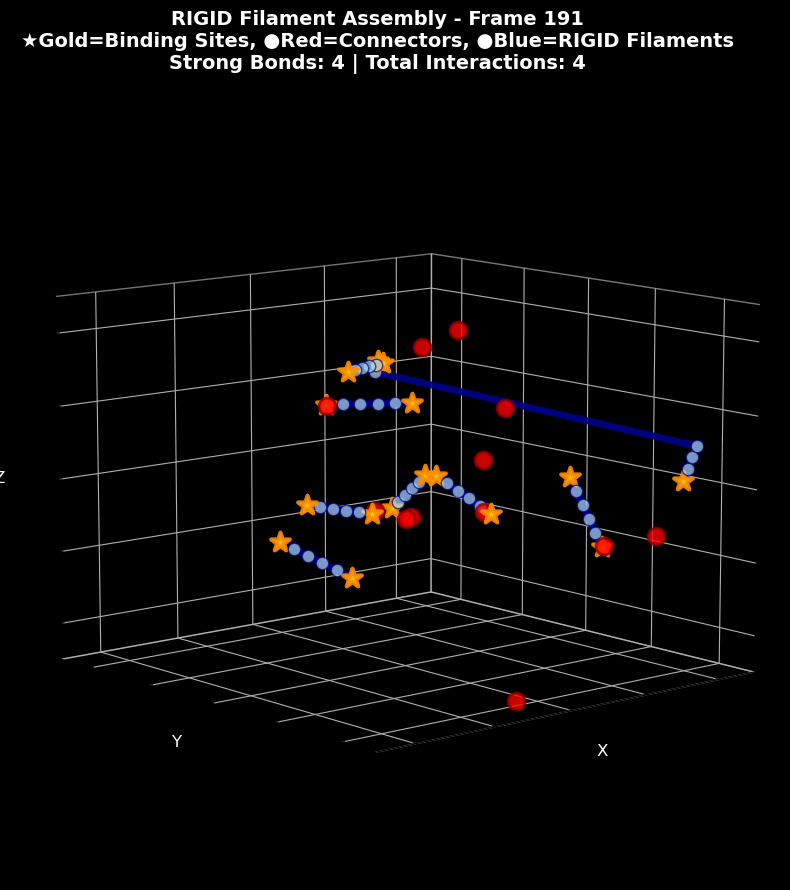 RIGID Filament Assembly - Frame 191
★Gold=Binding Sites, ●Red=Connectors, ●Blue=RIGID Filaments
Strong Bonds: 4 | Total Interactions: 4
Z
Y
X